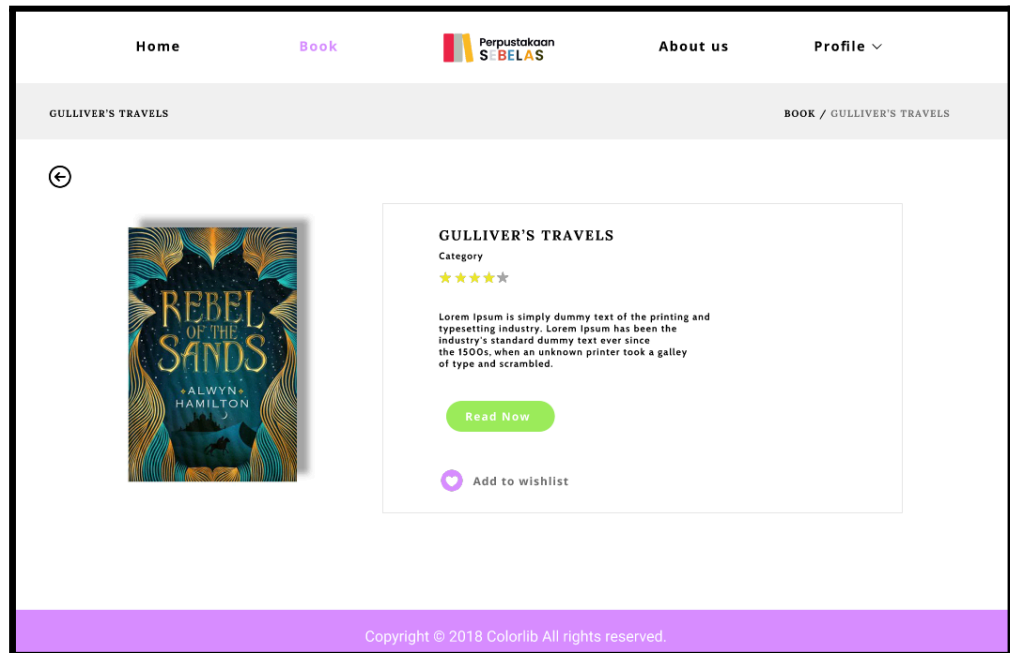 Home
Book
Perpustakaan
SEBELAS
About us
Profile
GULLIVER'S TRAVELS
BOOK / GULLIVER'S TRAVELS
REBEL
OF THE
SANDS
ALWYN
HAMILTON
GULLIVER'S TRAVELS
Category
Lorem Ipsum is simply dummy text of the printing and
typesetting industry. Lorem Ipsum has been the
industry's standard dummy text ever since
the 1500s, when an unknown printer took a galley
of type and scrambled.
Read Now
Add to wishlist
Copyright © 2018 Colorlib All rights reserved.